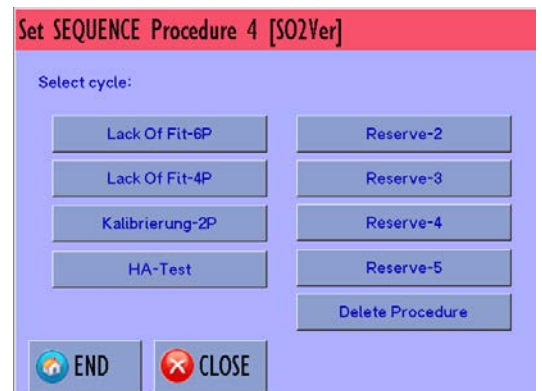 Set SEQUENCE Procedure 4 [SO2Ver]
Select cycle:
Lack Of Fit-6P
Lack Of Fit-4P
Kalibrierung-2P
HA-Test
Reserve-2
Reserve-3
Reserve-4
Reserve-5
Delete Procedure
END
CLOSE